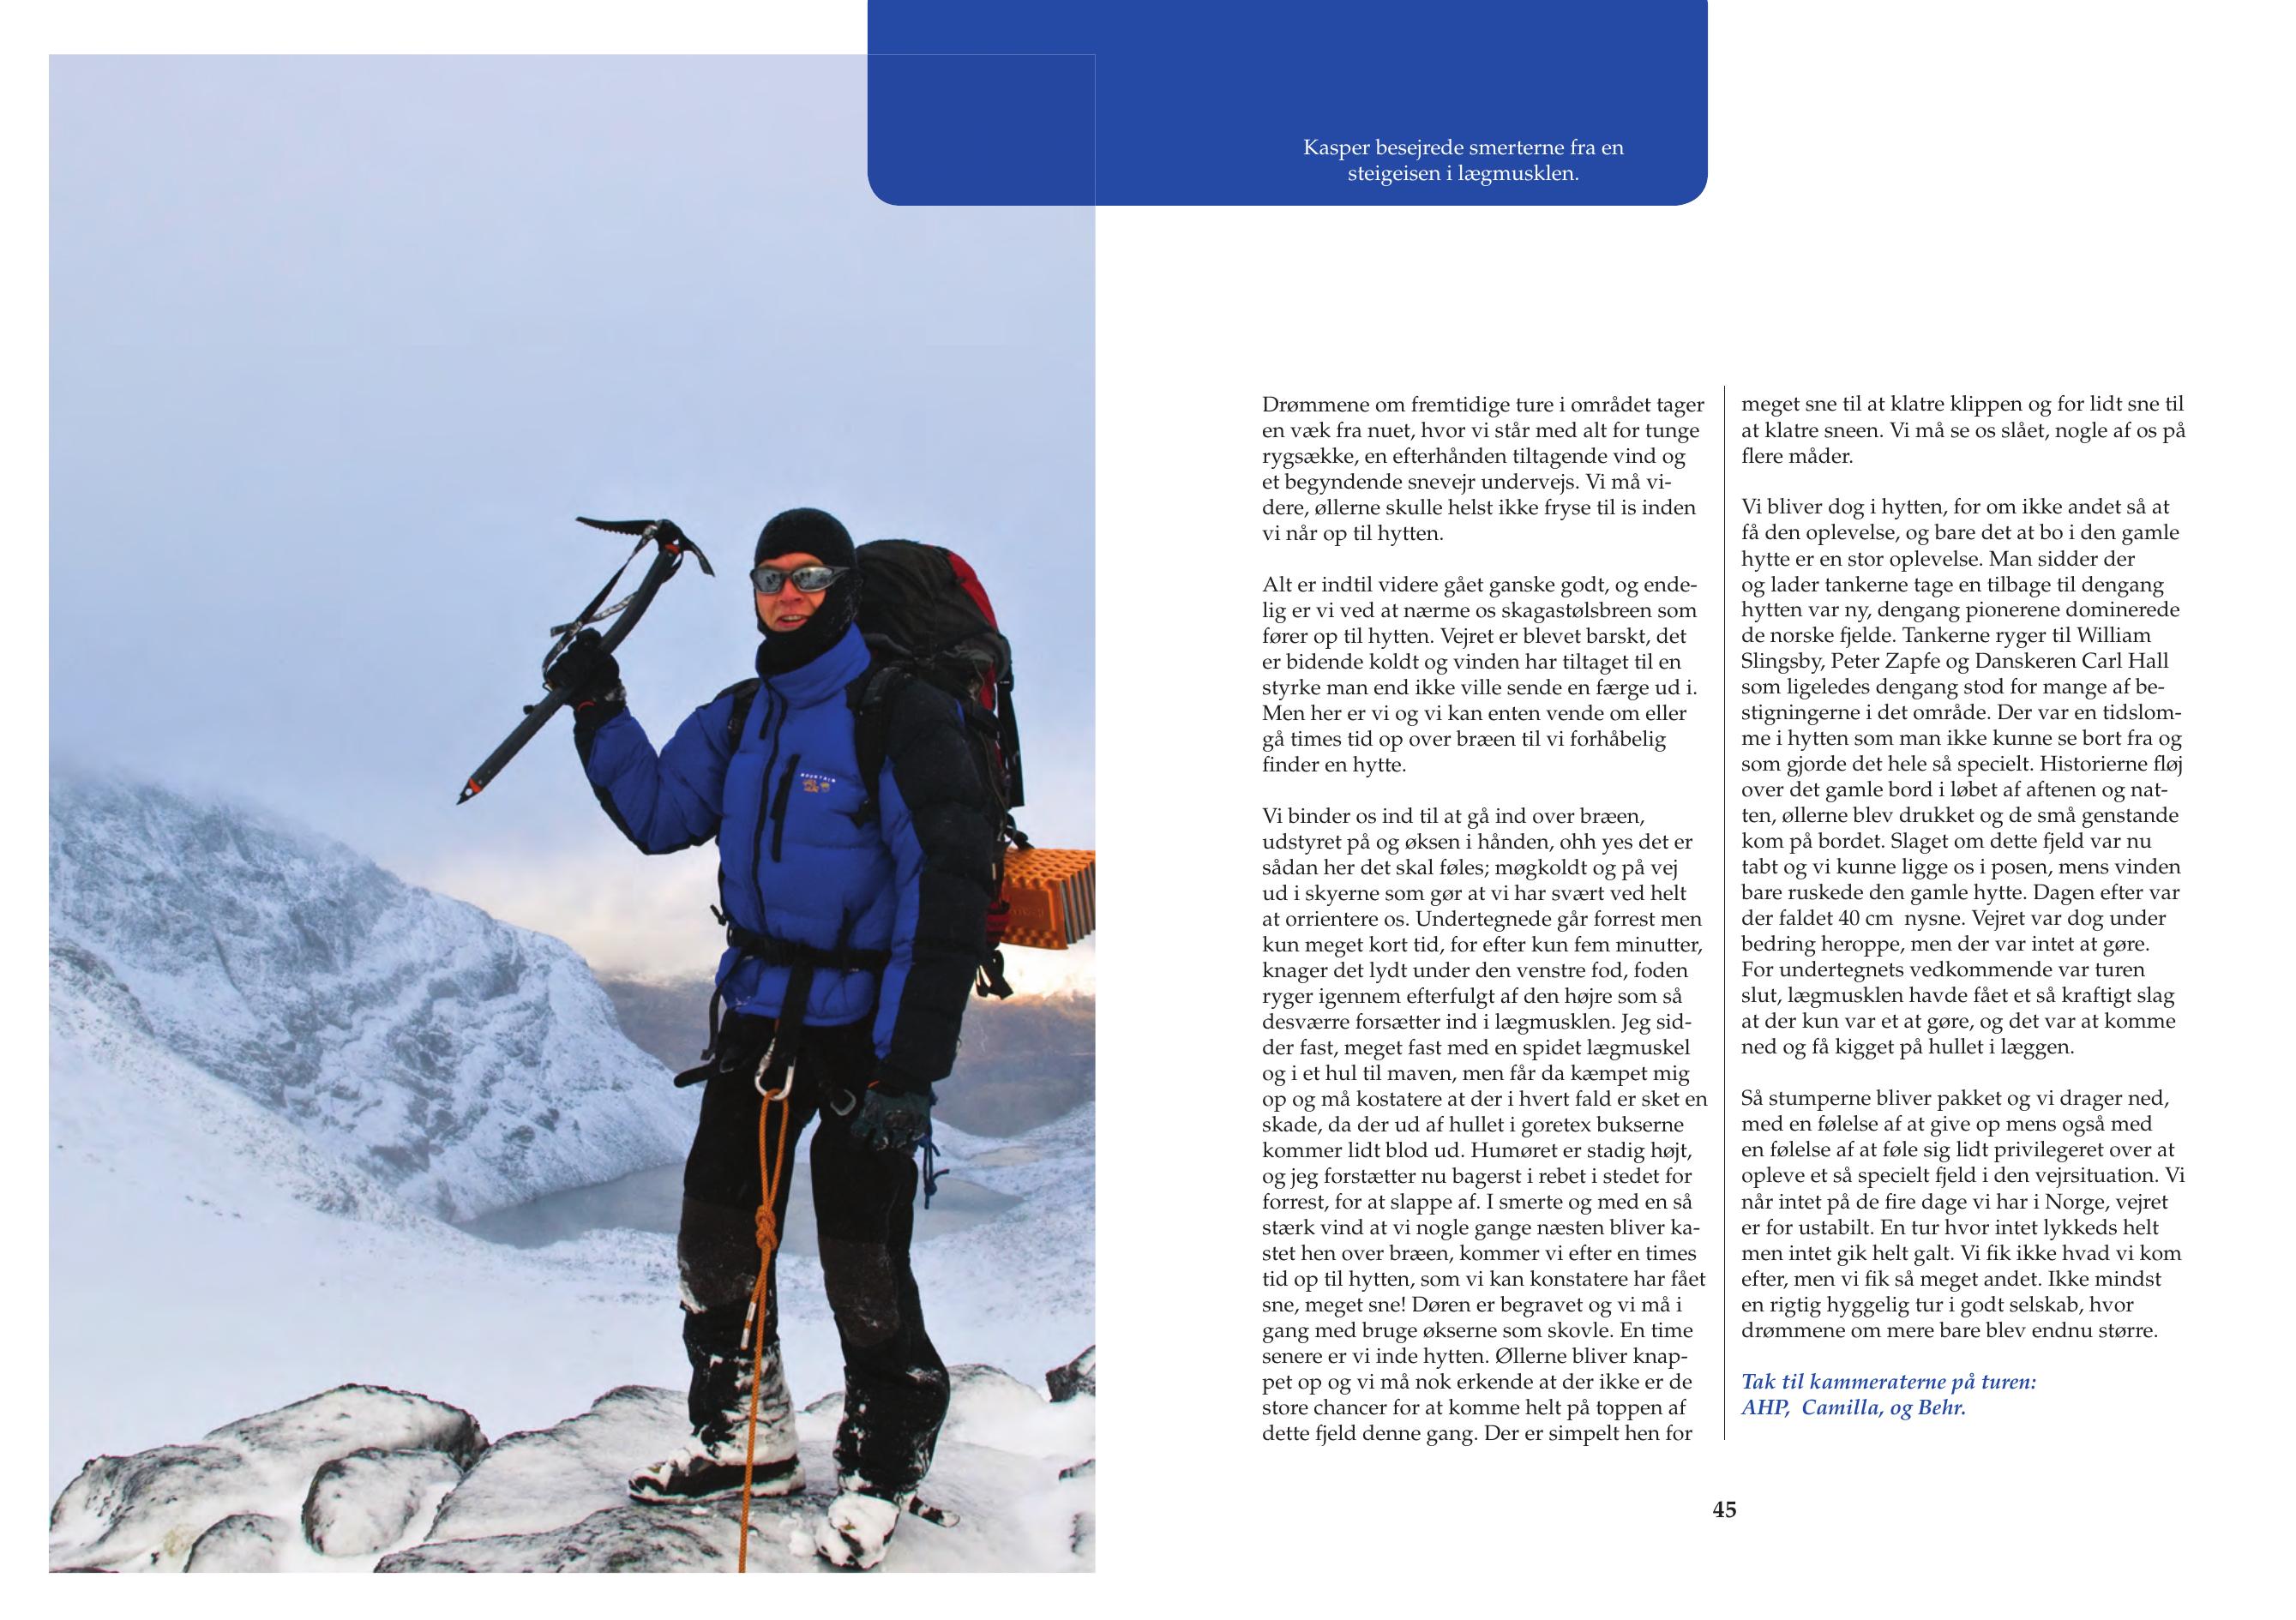 Kasper besejrede smerterne fra en
steigeisen i lægmusklen.
Drømmene om fremtidige ture i området tager
en væk fra nuet, hvor vi står med alt for tunge
rygsække, en efterhånden tiltagende vind og
et begyndende snevejr undervejs. Vi må vi-
dere, øllerne skulle helst ikke fryse til is inden
vi når op til hytten.
Alt er indtil videre gået ganske godt, og ende-
lig er vi ved at nærme os skagastølsbreen som
fører op til hytten. Vejret er blevet barskt, det
er bidende koldt og vinden har tiltaget til en
styrke man end ikke ville sende en færge ud i.
Men her er vi og vi kan enten vende om eller
gå times tid op over bræen til vi forhåbelig
finder en hytte.
Vi binder os ind til at gå ind over bræen,
udstyret på og øksen i hånden, ohh yes det er
sådan her det skal føles; møgkoldt og på vej
ud i skyerne som gør at vi har svært ved helt
at orrientere os. Undertegnede går forrest men
kun meget kort tid, for efter kun fem minutter,
knager det lydt under den venstre fod, foden
ryger igennem efterfulgt af den højre som så
desværre forsætter ind i lægmusklen. Jeg sid-
der fast, meget fast med en spidet lægmuskel
og i et hul til maven, men får da kæmpet mig
op og må kostatere at der i hvert fald er sket en
skade, da der ud af hullet i goretex bukserne
kommer lidt blod ud. Humøret er stadig højt,
og jeg forstætter nu bagerst i rebet i stedet for
forrest, for at slappe af. I smerte og med en så
stærk vind at vi nogle gange næsten bliver ka-
stet hen over bræen, kommer vi efter en times
tid op til hytten, som vi kan konstatere har fået
sne, meget sne! Døren er begravet og vi må i
gang med bruge økserne som skovle. En time
senere er vi inde hytten. Øllerne bliver knap-
pet op og vi må nok erkende at der ikke er de
store chancer for at komme helt på toppen af
dette fjeld denne gang. Der er simpelt hen for
meget sne til at klatre klippen og for lidt sne til
at klatre sneen. Vi må se os slået, nogle af os på
flere måder.
Vi bliver dog i hytten, for om ikke andet så at
få den oplevelse, og bare det at bo i den gamle
hytte er en stor oplevelse. Man sidder der
og lader tankerne tage en tilbage til dengang
hytten var ny, dengang pionerene dominerede
de norske fjelde. Tankerne ryger til William
Slingsby, Peter Zapfe og Danskeren Carl Hall
som ligeledes dengang stod for mange af be-
stigningerne i det område. Der var en tidslom-
me i hytten som man ikke kunne se bort fra og
som gjorde det hele så specielt. Historierne fløj
over det gamle bord i løbet af aftenen og nat-
ten, øllerne blev drukket og de små genstande
kom på bordet. Slaget om dette fjeld var nu
tabt og vi kunne ligge os i posen, mens vinden
bare ruskede den gamle hytte. Dagen efter var
der faldet 40 cm  nysne. Vejret var dog under
bedring heroppe, men der var intet at gøre.
For undertegnets vedkommende var turen
slut, lægmusklen havde fået et så kraftigt slag
at der kun var et at gøre, og det var at komme
ned og få kigget på hullet i læggen.
Så stumperne bliver pakket og vi drager ned,
med en følelse af at give op mens også med
en følelse af at føle sig lidt privilegeret over at
opleve et så specielt fjeld i den vejrsituation. Vi
når intet på de fire dage vi har i Norge, vejret
er for ustabilt. En tur hvor intet lykkeds helt
men intet gik helt galt. Vi fik ikke hvad vi kom
efter, men vi fik så meget andet. Ikke mindst
en rigtig hyggelig tur i godt selskab, hvor
drømmene om mere bare blev endnu større.
Tak til kammeraterne på turen:
AHP,  Camilla, og Behr.
45